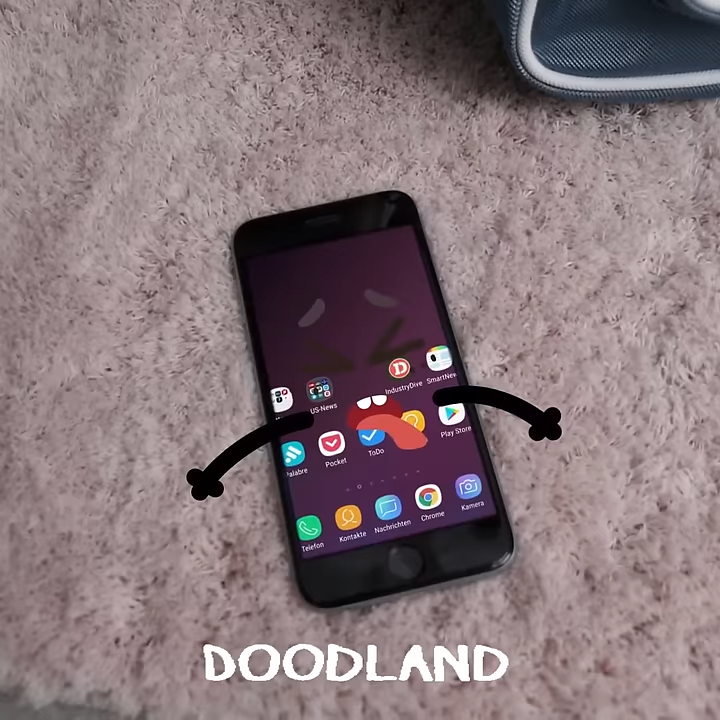 US-News
IndustryDive
SmartNew
Palabre
Pocket
ToDo
Play Store
Telefon
Kontakte
Nachrichten
Chrome
Kamera
DOODLAND